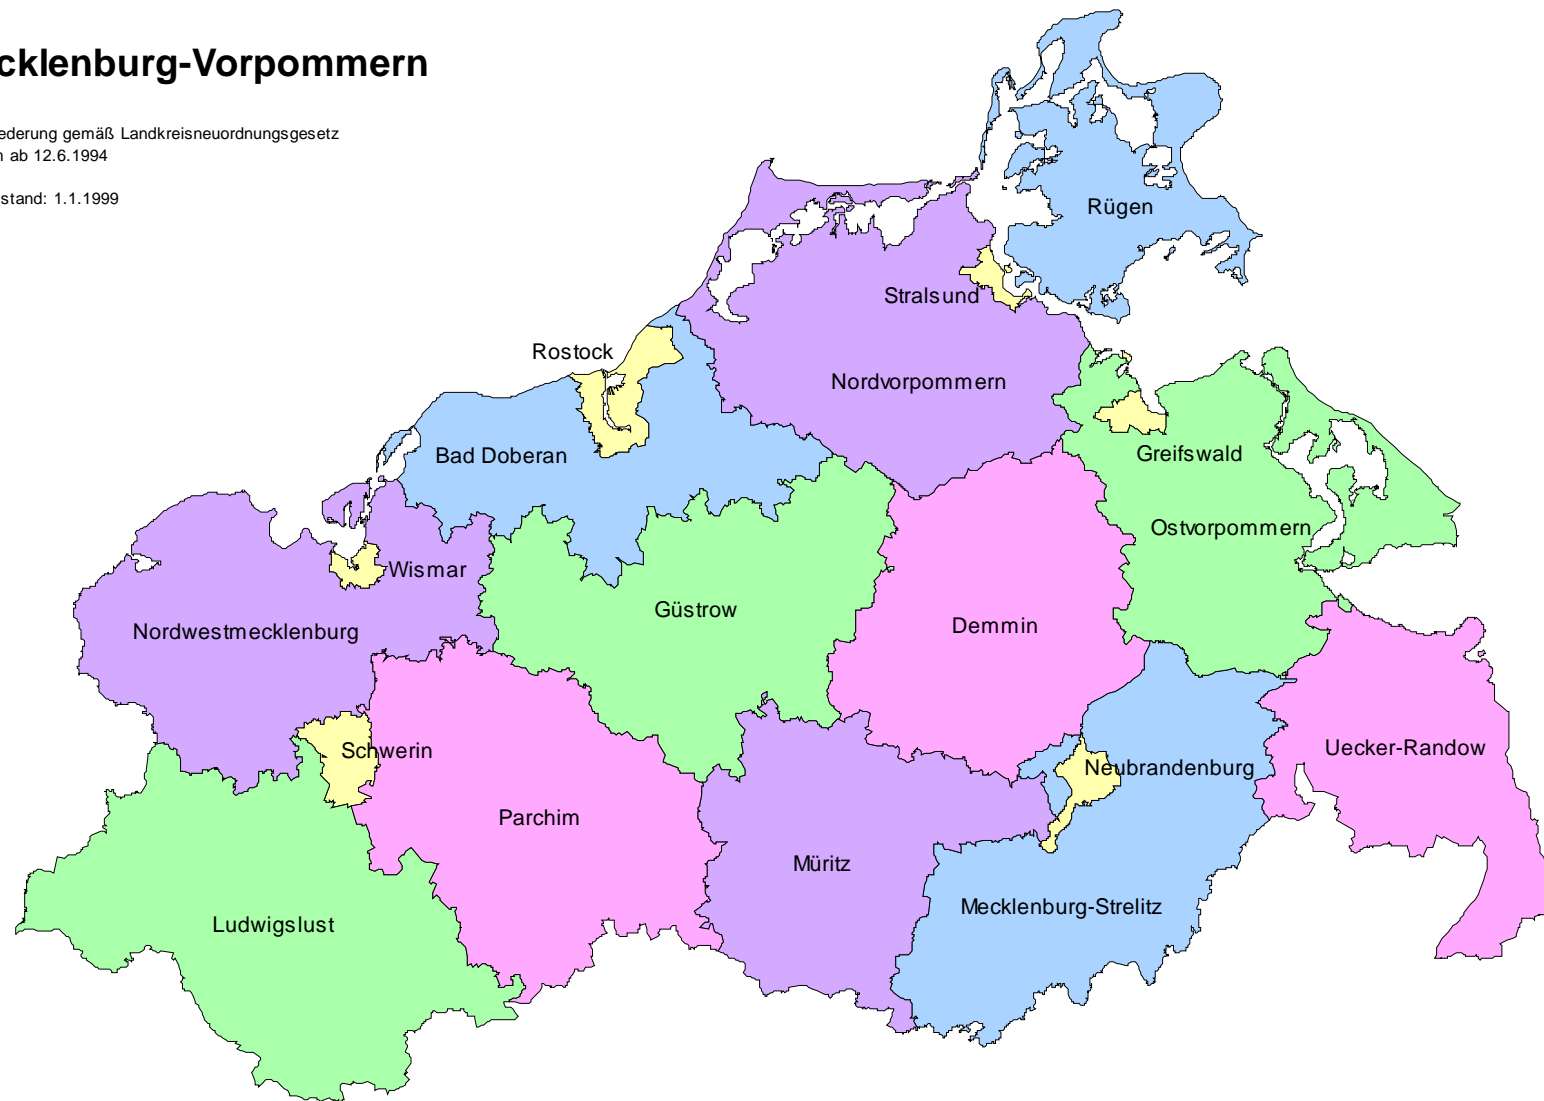 cklenburg-Vorpommern
ederung gemäß Landkreisneuordnungsgesetz
n ab 12.6.1994
stand: 1.1.1999
Rügen
Stralsund
Rostock
Nordvorpommern
Bad Doberan
Greifswald
Ostvorpommern
Wismar
Güstrow
Demmin
Nordwestmecklenburg
Schwerin
Uecker-Randow
Neubrandenburg
Parchim
Müritz
Mecklenburg-Strelitz
Ludwigslust